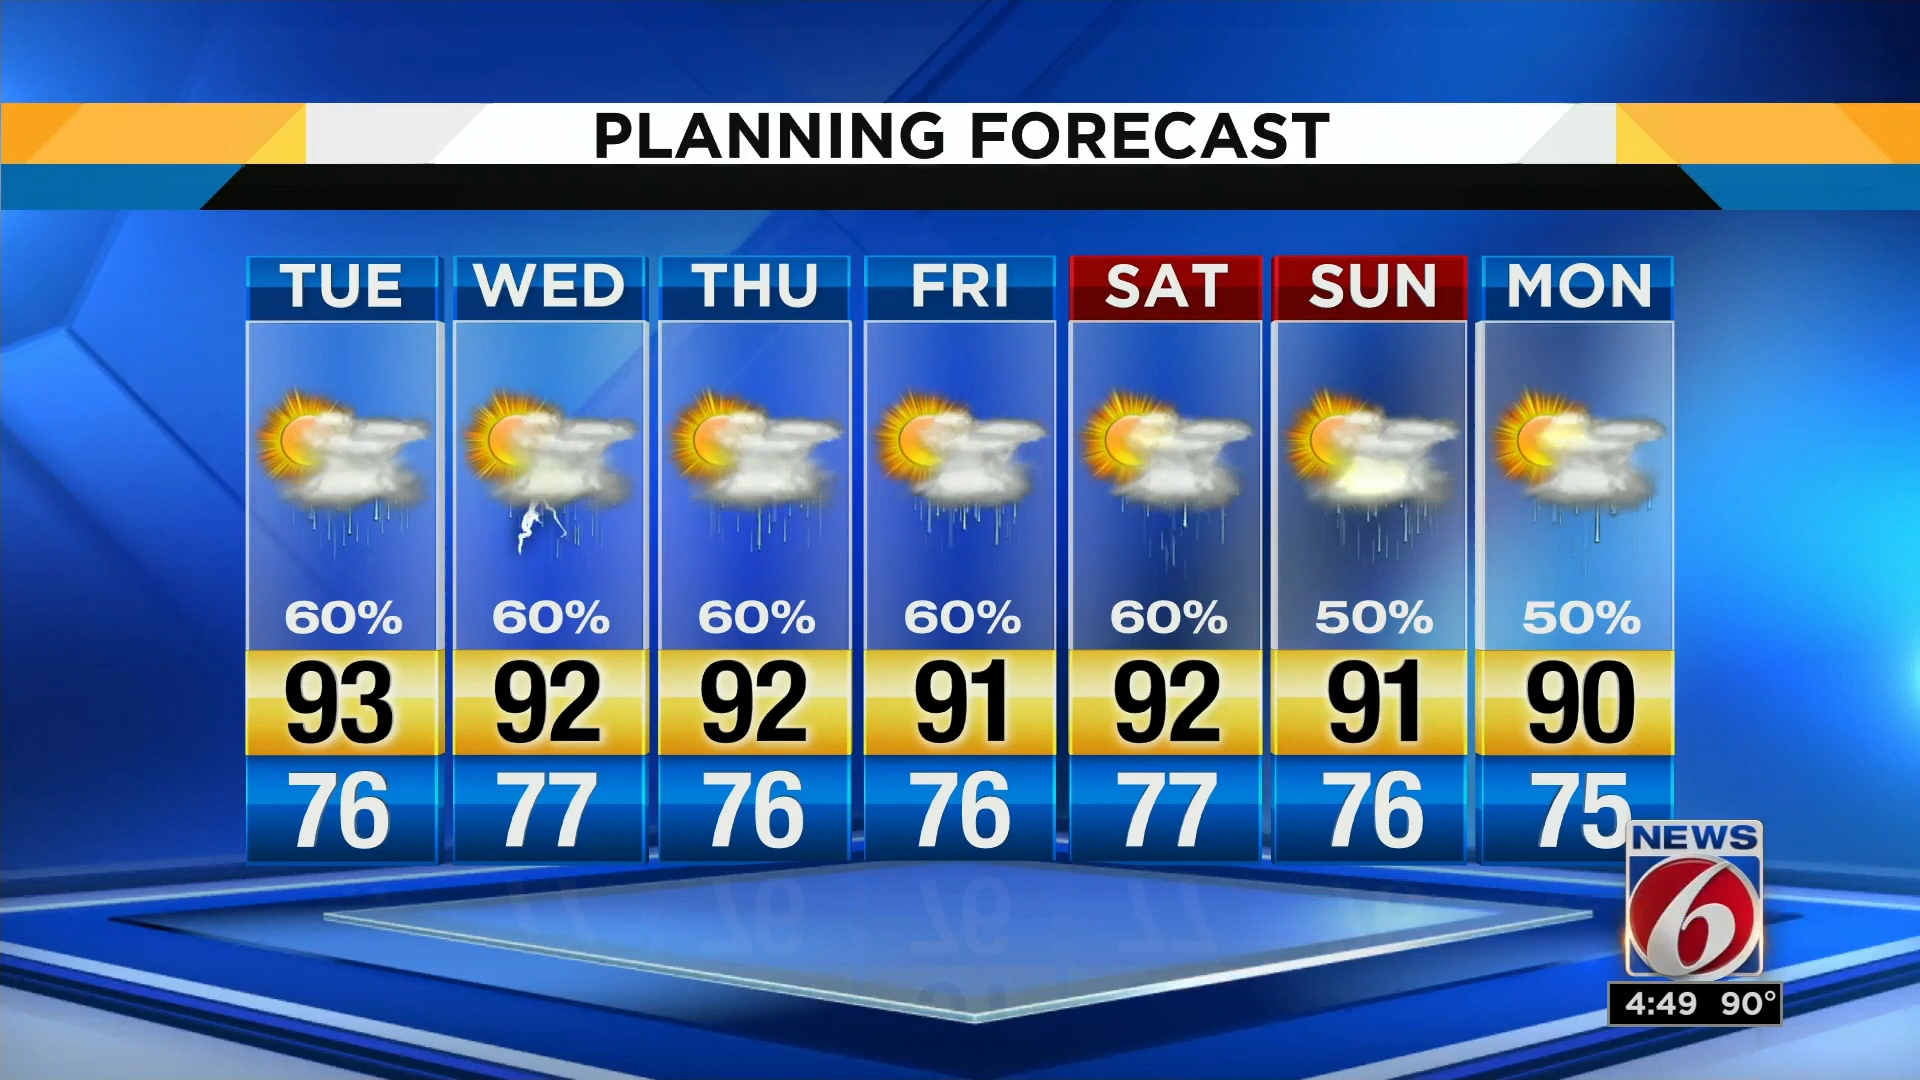 PLANNING FORECAST
TUE WED THU FRI SAT SUN MON
60% 60% 60% 60% 60% 50% 50%
93 92 92 91 92 91 90
76 77 76 76 77 76 75
NEWS
6
4:49 90°